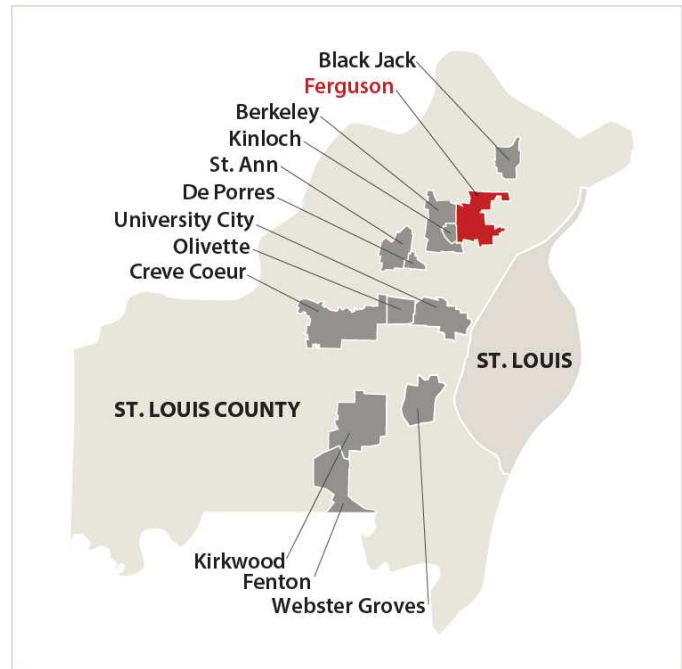 Black Jack
Ferguson
Berkeley
Kinloch
St. Ann
De Porres
University City
Olivette
Creve Coeur
ST. LOUIS
ST. LOUIS COUNTY
Kirkwood
Fenton
Webster Groves